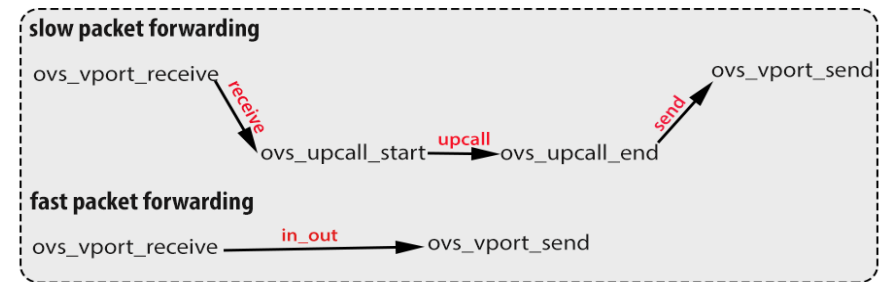 slow packet forwarding
ovs_vport_receive
receive
ovs_upcall_start
upcall
ovs_upcall_end
send
ovs_vport_send
fast packet forwarding
ovs_vport_receive
in_out
ovs_vport_send